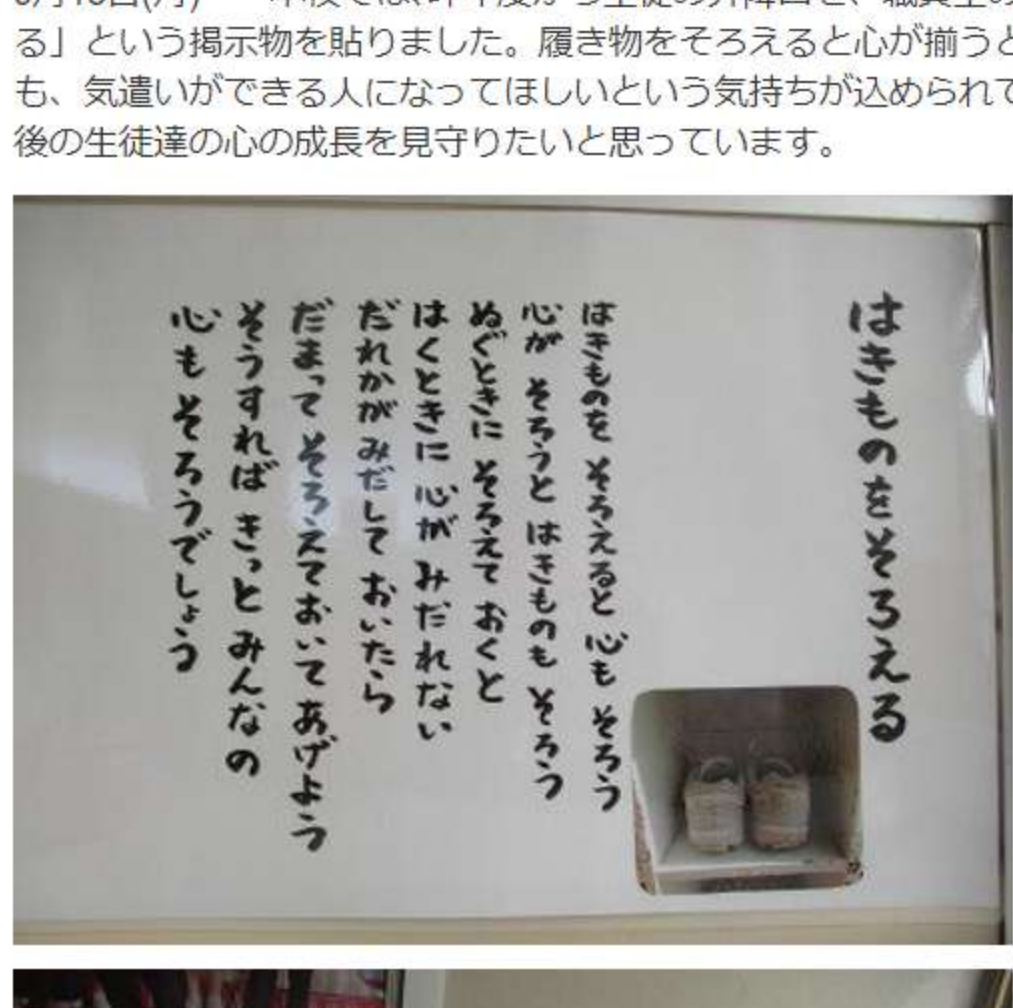 る」という掲示物を貼りました。履き物をそろえると心が揃うと
も、気遣いができる人になってほしいという気持ちが込められて
後の生徒達の心の成長を見守りたいと思っています。
はきものをそろえる
はきものを そろえると 心も そろう
心が そろうと はきものも そろう
ぬぐときに そろえて おくと
はくときに 心が みだれない
だれかが みだして おいたら
だまって そろえておいて あげよう
そうすれば きっと みんなの
心も そろうでしょう